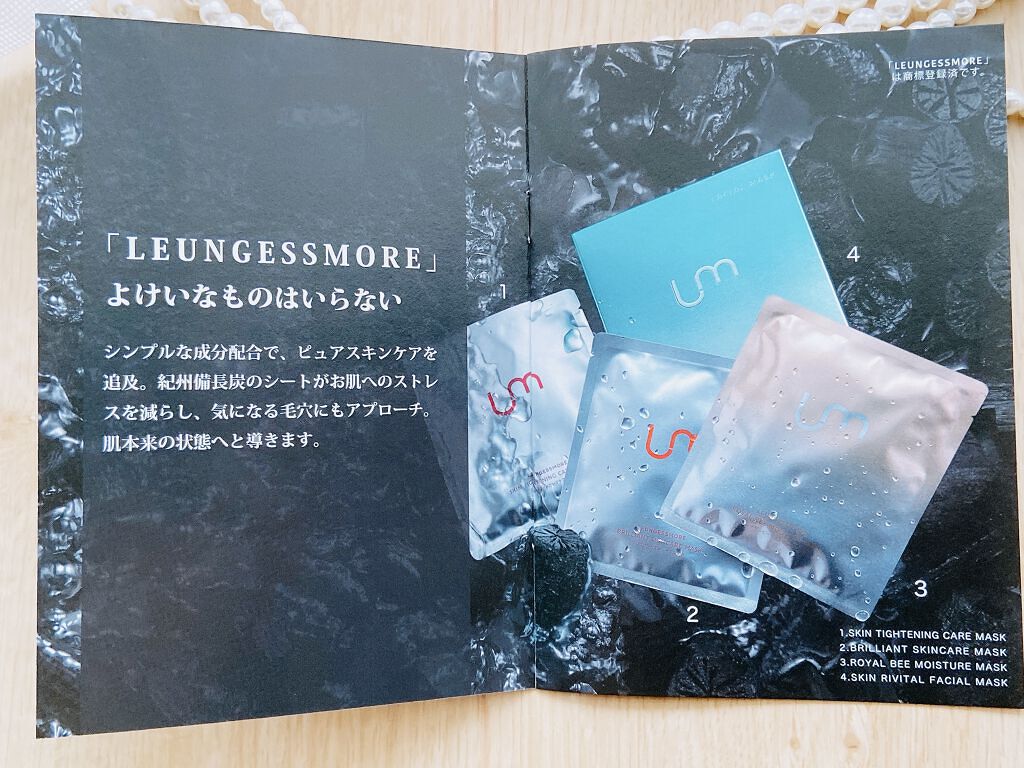 「LEUNGESSMORE」
よけいなものはいらない
シンプルな成分配合で、ピュアスキンケアを
追及。紀州備長炭のシートがお肌へのストレ
スを減らし、気になる毛穴にもアプローチ。
肌本来の状態へと導きます。
「LEUNGESSMORE」
は商標登録済です。
4
1
um
um
um
um
LEUNGESSMORE
BRILLIANT SKINCARE MASK
2
3
1.SKIN TIGHTENING CARE MASK
2.BRILLIANT SKINCARE MASK
3.ROYAL BEE MOISTURE MASK
4.SKIN RIVITAL FACIAL MASK